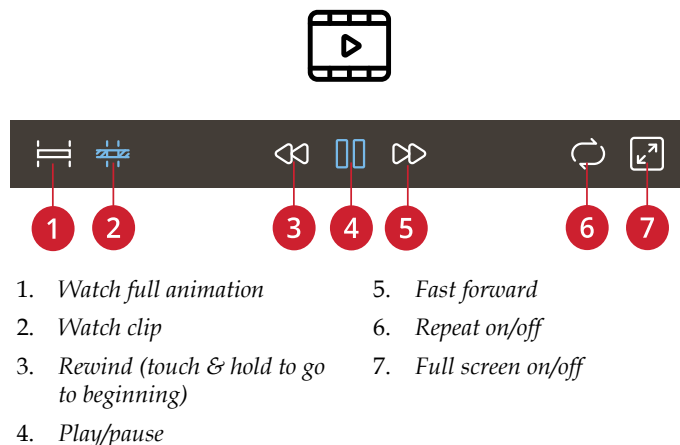 1 2 3 4 5 6 7
1. Watch full animation
2. Watch clip
3. Rewind (touch & hold to go
to beginning)
4. Play/pause
5. Fast forward
6. Repeat on/off
7. Full screen on/off